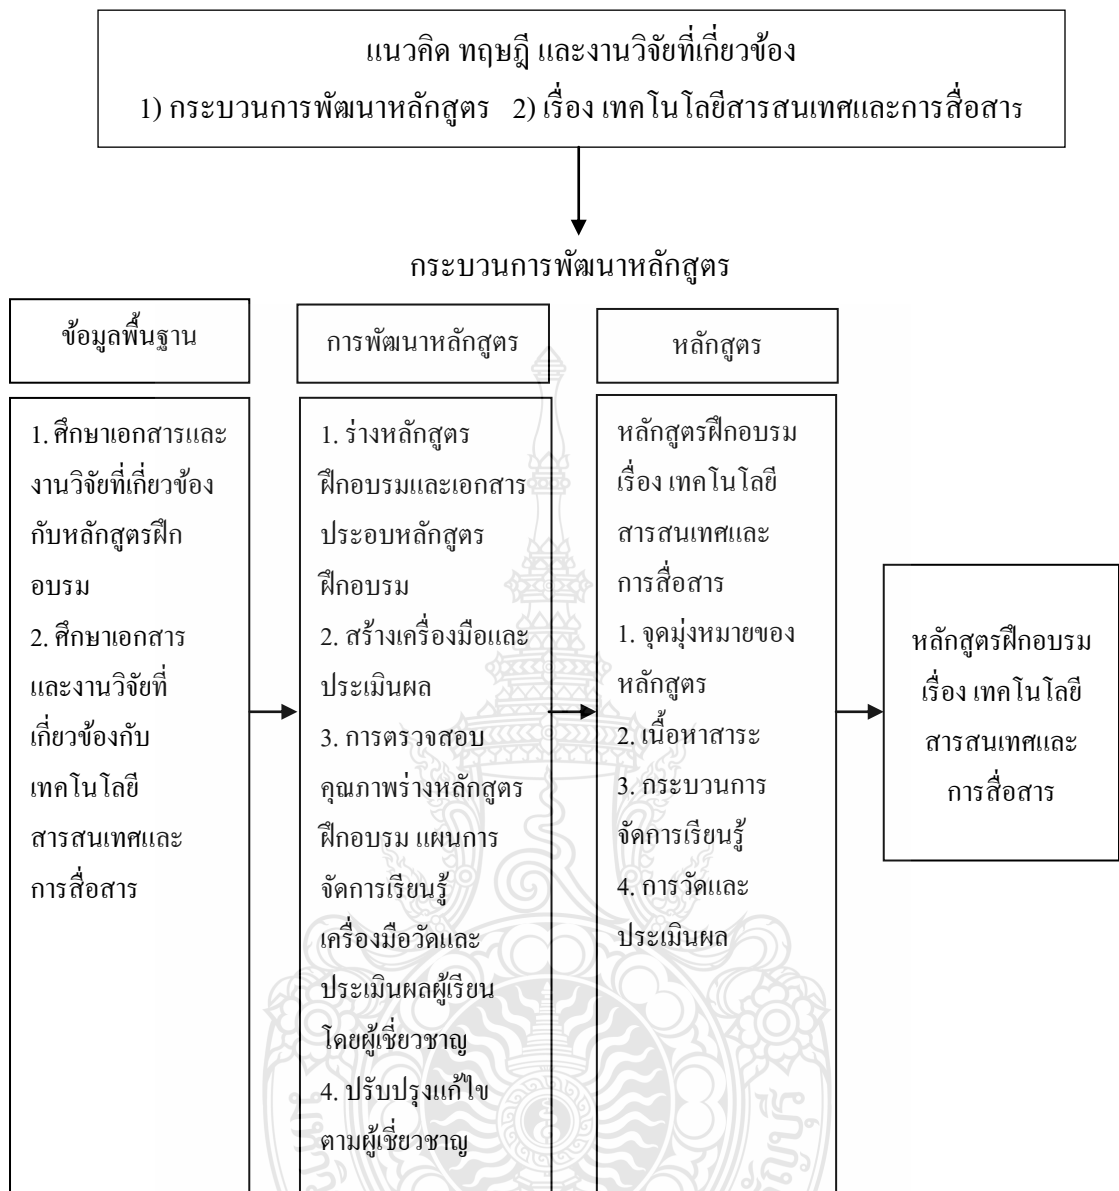 แนวคิด ทฤษฎี และงานวิจัยที่เกี่ยวข้อง
1) กระบวนการพัฒนาหลักสูตร 2) เรื่อง เทคโนโลยีสารสนเทศและการสื่อสาร
กระบวนการพัฒนาหลักสูตร
ข้อมูลพื้นฐาน
1. ศึกษาเอกสารและ
งานวิจัยที่เกี่ยวข้อง
กับหลักสูตรฝึก
อบรม
2. ศึกษาเอกสาร
และงานวิจัยที่
เกี่ยวข้องกับ
เทคโนโลยี
สารสนเทศและ
การสื่อสาร
การพัฒนาหลักสูตร
1. ร่างหลักสูตร
ฝึกอบรมและเอกสาร
ประอบหลักสูตร
ฝึกอบรม
2. สร้างเครื่องมือและ
ประเมินผล
3. การตรวจสอบ
คุณภาพร่างหลักสูตร
ฝึกอบรม แผนการ
จัดการเรียนรู้
เครื่องมือวัดและ
ประเมินผลผู้เรียน
โดยผู้เชี่ยวชาญ
4. ปรับปรุงแก้ไข
ตามผู้เชี่ยวชาญ
หลักสูตร
หลักสูตรฝึกอบรม
เรื่อง เทคโนโลยี
สารสนเทศและ
การสื่อสาร
1. จุดมุ่งหมายของ
หลักสูตร
2. เนื้อหาสาระ
3. กระบวนการ
จัดการเรียนรู้
4. การวัดและ
ประเมินผล
หลักสูตรฝึกอบรม
เรื่อง เทคโนโลยี
สารสนเทศและ
การสื่อสาร